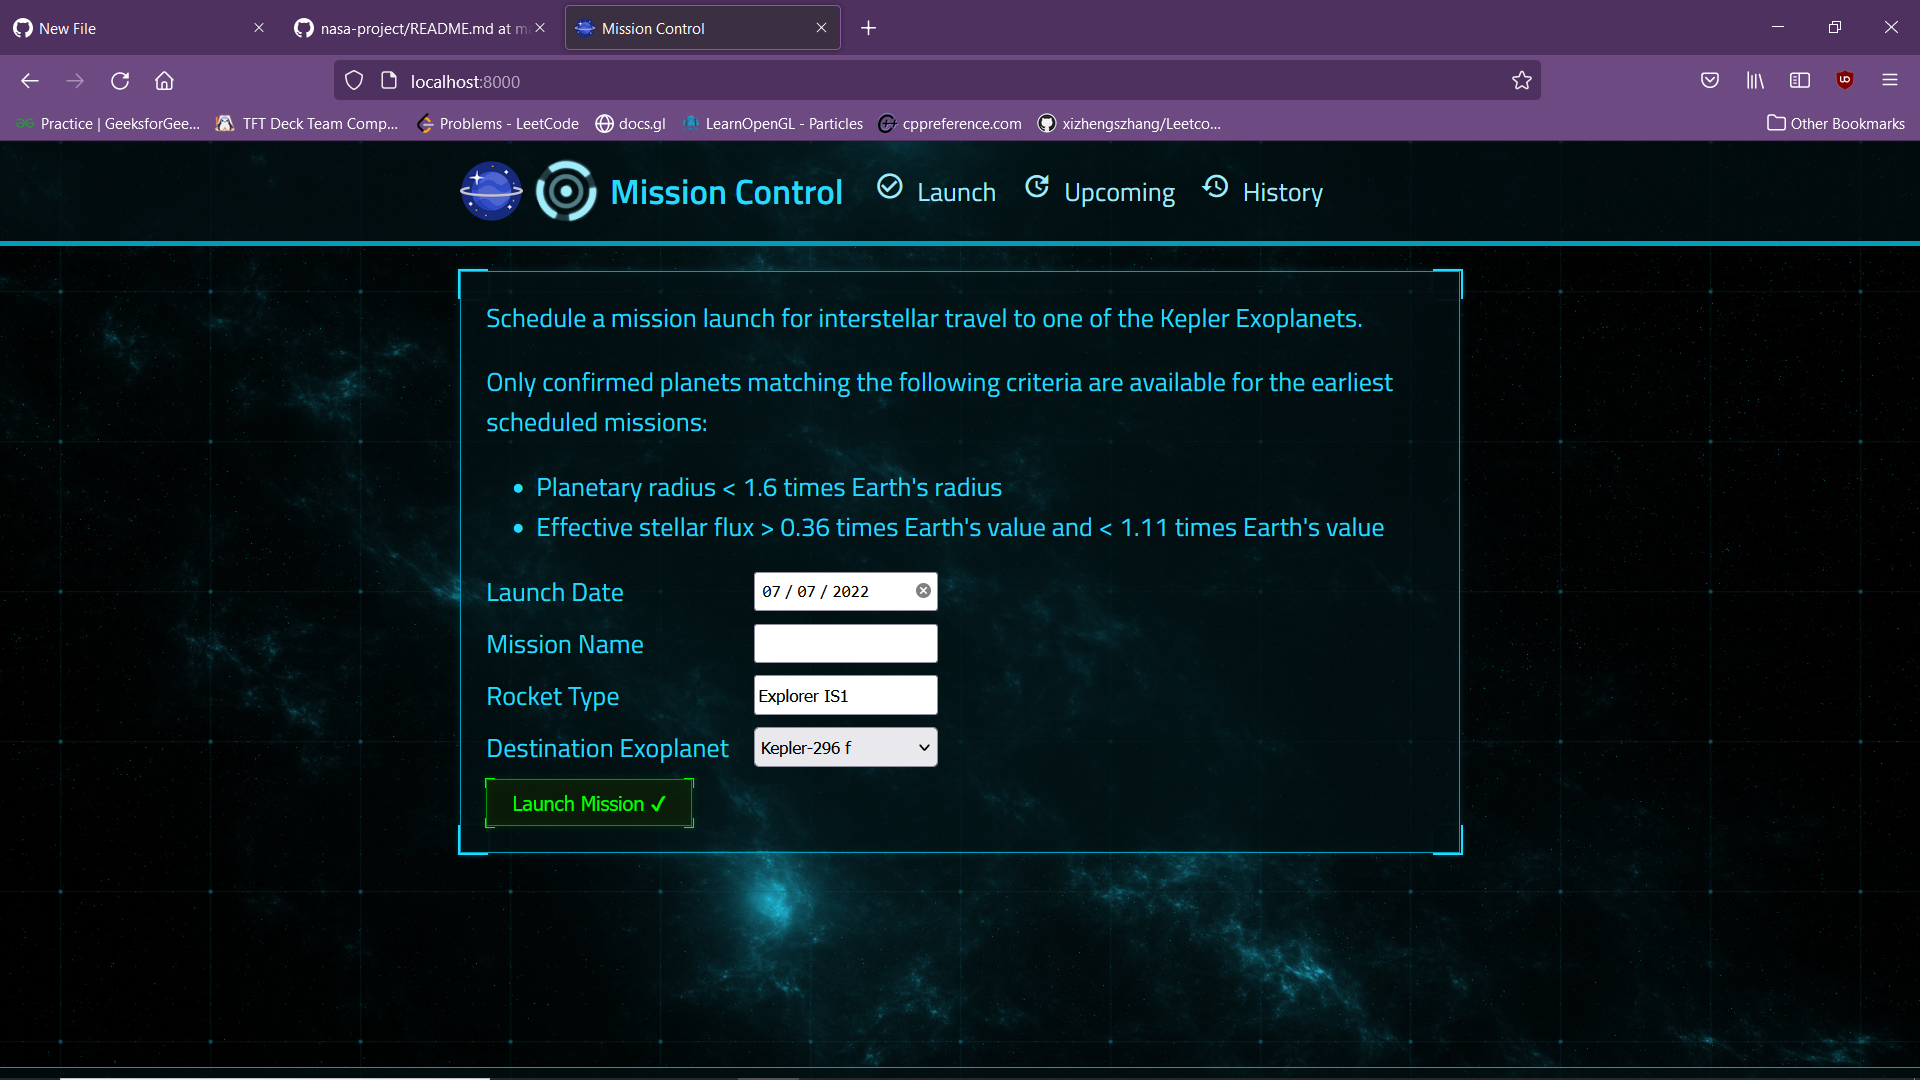 New File
nasa-project/README.md at ma
Mission Control
localhost:8000
Practice | GeeksforGee...
TFT Deck Team Comp...
Problems - LeetCode
docs.gl
LearnOpenGL - Particles
cppreference.com
xizhengszhang/Leetco...
Other Bookmarks
Mission Control
Launch
Upcoming
History
Schedule a mission launch for interstellar travel to one of the Kepler Exoplanets.
Only confirmed planets matching the following criteria are available for the earliest
scheduled missions:
• Planetary radius < 1.6 times Earth's radius
• Effective stellar flux > 0.36 times Earth's value and < 1.11 times Earth's value
Launch Date 07 / 07 / 2022
Mission Name
Rocket Type Explorer IS1
Destination Exoplanet Kepler-296 f
Launch Mission ✓